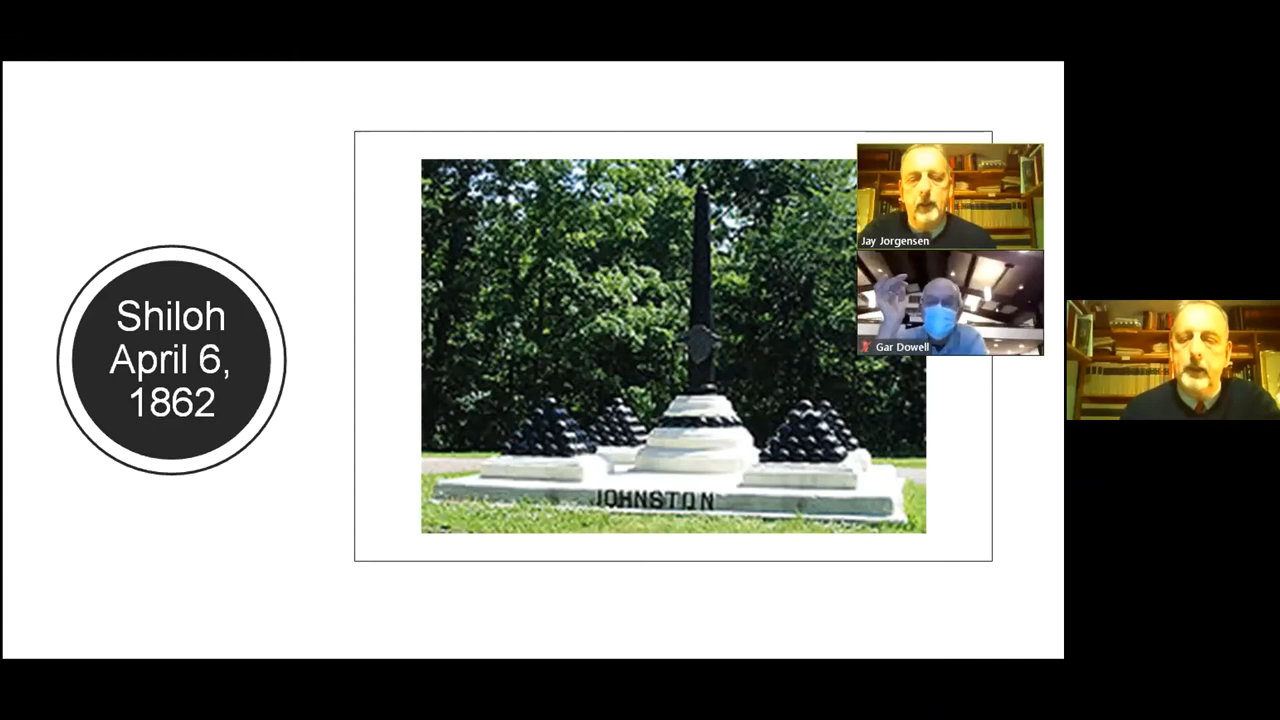 Shiloh
April 6,
1862
JOHNSTON
Jay Jorgensen
Gar Dowell